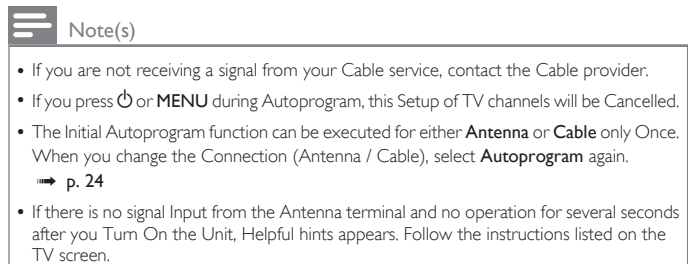 Note(s)
• If you are not receiving a signal from your Cable service, contact the Cable provider.
• If you press ⏻ or MENU during Autoprogram, this Setup of TV channels will be Cancelled.
• The Initial Autoprogram function can be executed for either Antenna or Cable only Once.
When you change the Connection (Antenna / Cable), select Autoprogram again.
➟ p. 24
• If there is no signal Input from the Antenna terminal and no operation for several seconds
after you Turn On the Unit, Helpful hints appears. Follow the instructions listed on the
TV screen.